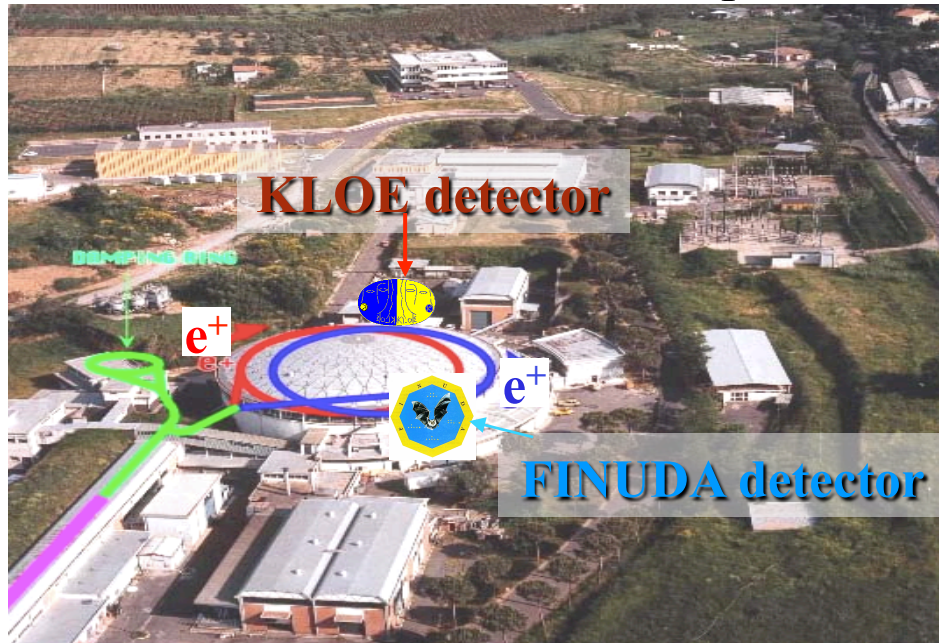 KLOE detector
DAMPING RING
e+
e+
e+
FINUDA detector